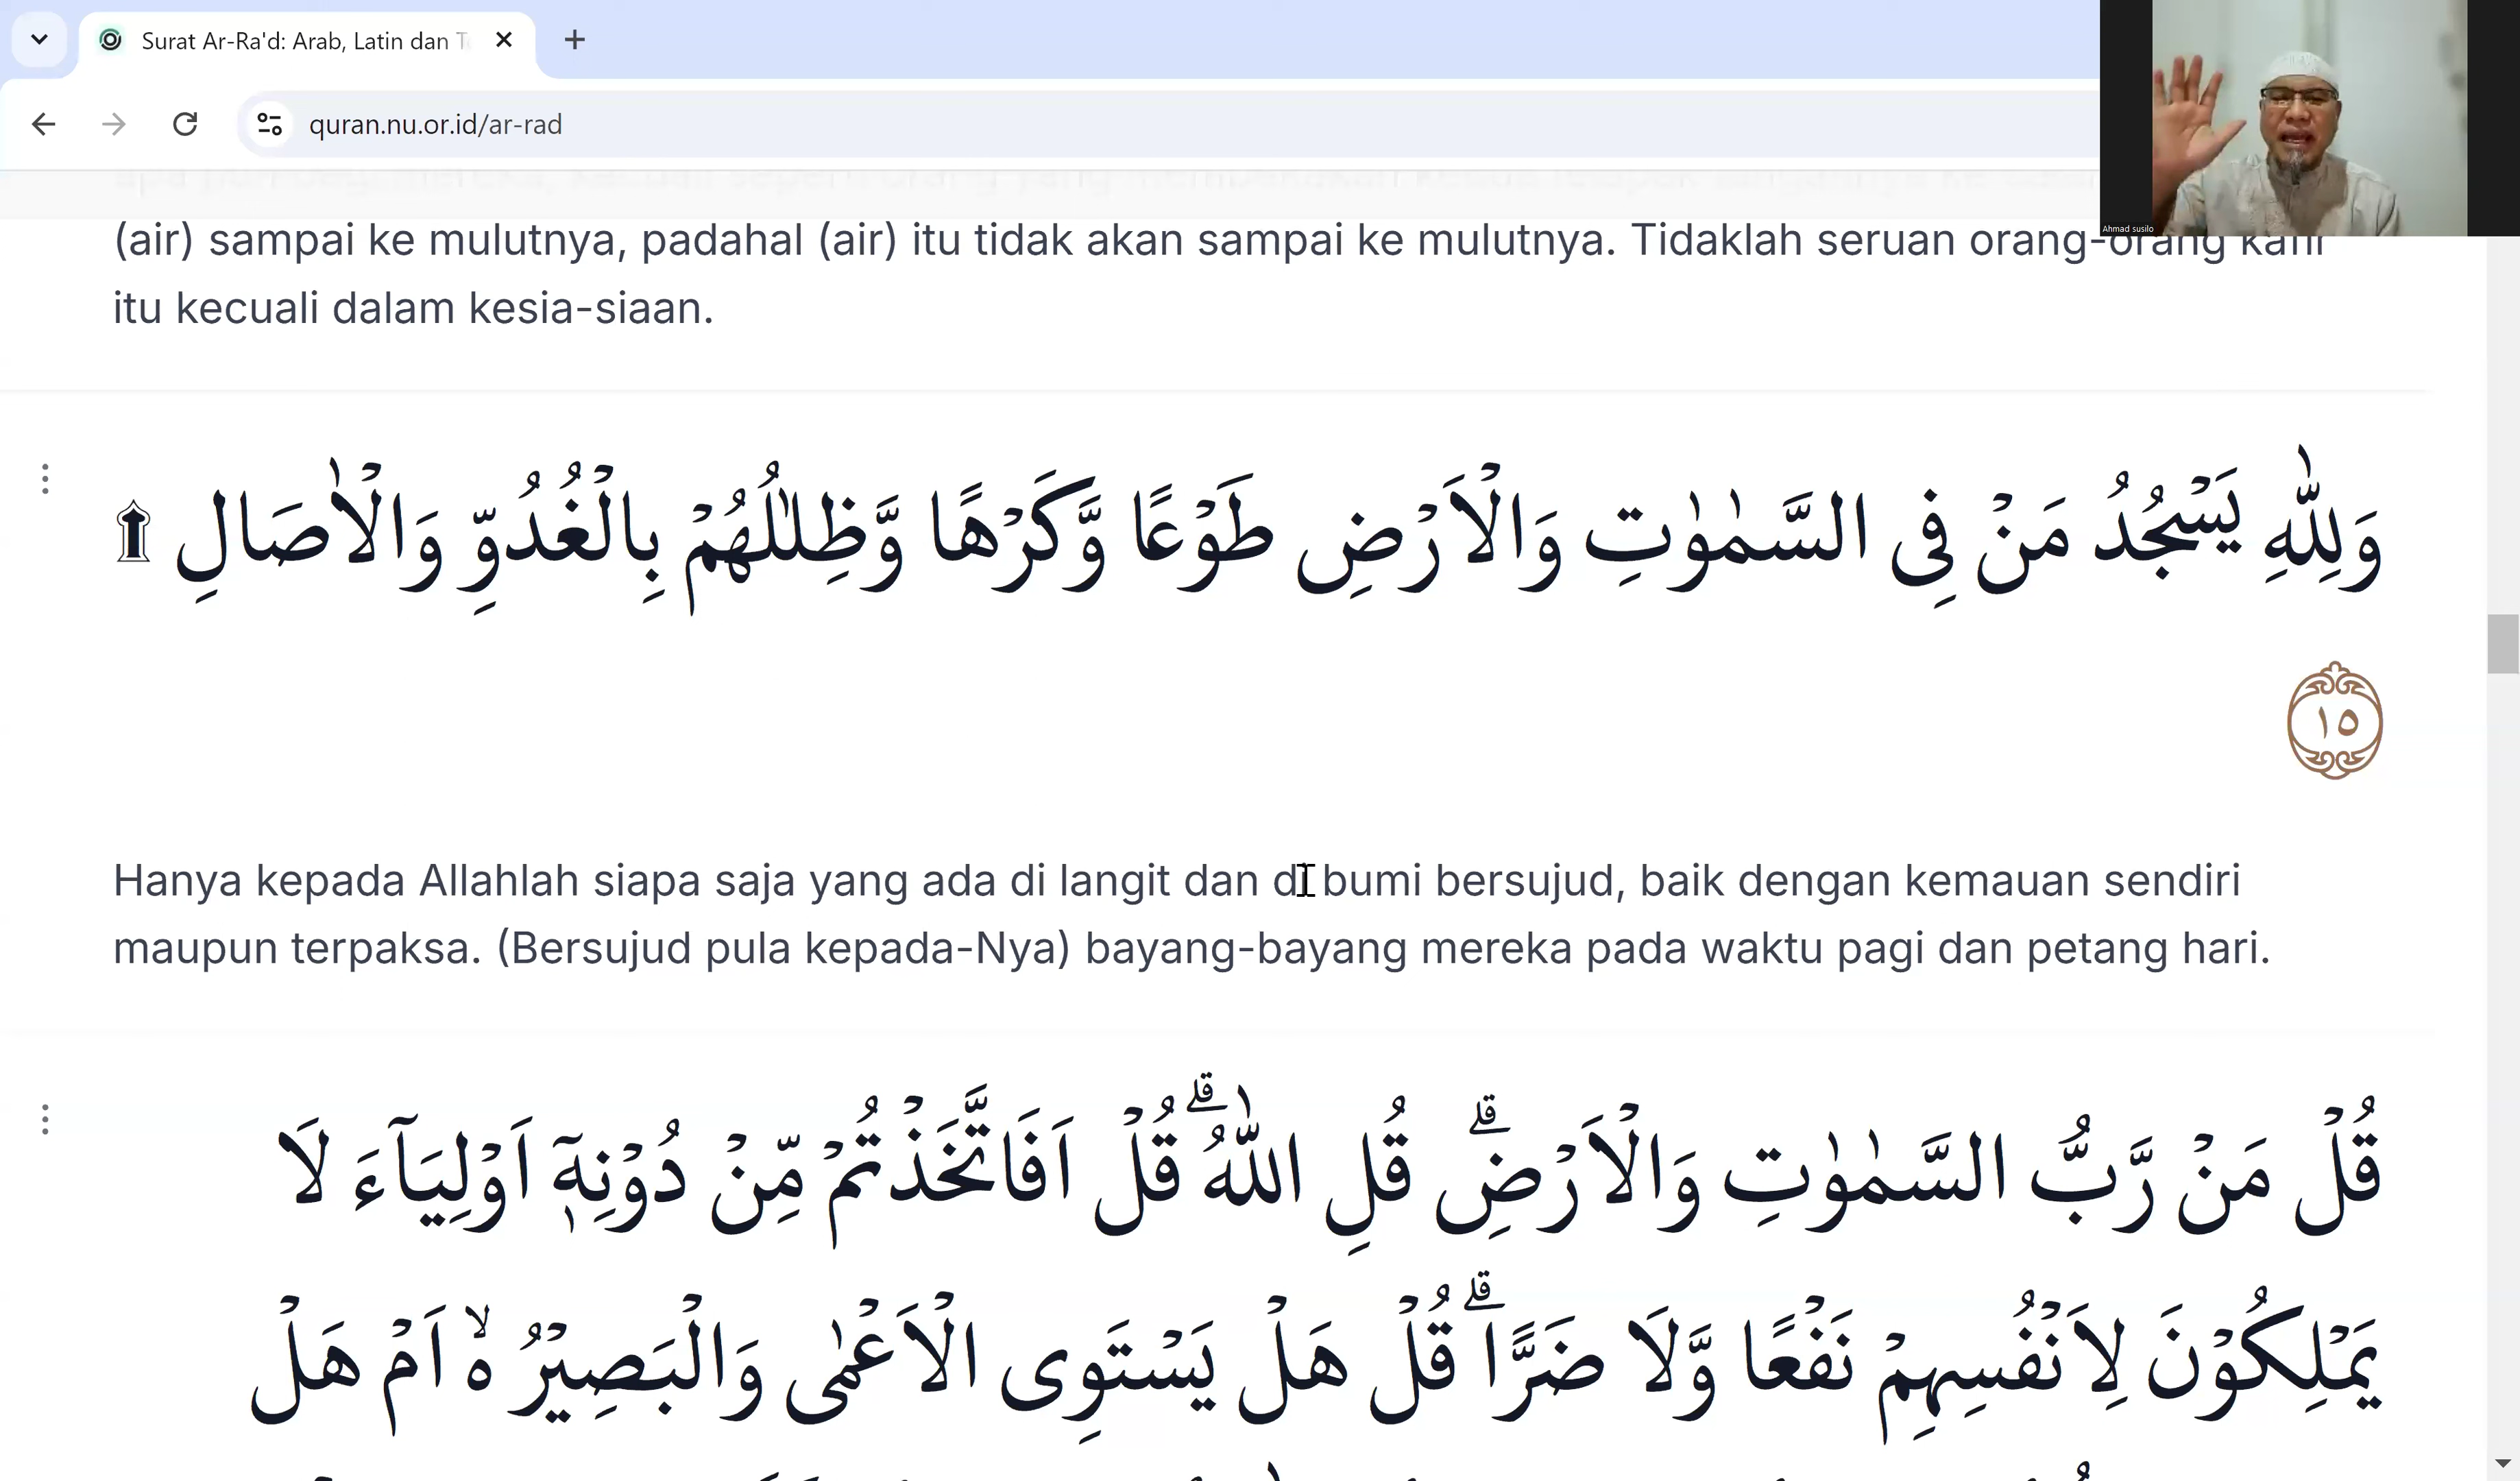 Surat Ar-Ra'd: Arab, Latin dan T
quran.nu.or.id/ar-rad
Ahmad susilo
(air) sampai ke mulutnya, padahal (air) itu tidak akan sampai ke mulutnya. Tidaklah seruan orang-orang kafir
itu kecuali dalam kesia-siaan.
وَلِلّٰهِ يَسْجُدُ مَنْ فِى السَّمٰوٰتِ وَالْاَرْضِ طَوْعًا وَّكَرْهًا وَّظِلٰلُهُمْ بِالْغُدُوِّ وَالْاٰصَالِ ۩
١٥
Hanya kepada Allahlah siapa saja yang ada di langit dan di bumi bersujud, baik dengan kemauan sendiri
maupun terpaksa. (Bersujud pula kepada-Nya) bayang-bayang mereka pada waktu pagi dan petang hari.
قُلْ مَنْ رَّبُّ السَّمٰوٰتِ وَالْاَرْضِۗ قُلِ اللّٰهُۗ قُلْ اَفَاتَّخَذْتُمْ مِّنْ دُوْنِهٖٓ اَوْلِيَاۤءَ لَا
يَمْلِكُوْنَ لِاَنْفُسِهِمْ نَفْعًا وَّلَا ضَرًّاۗ قُلْ هَلْ يَسْتَوِى الْاَعْمٰى وَالْبَصِيْرُ ەۙ اَمْ هَلْ